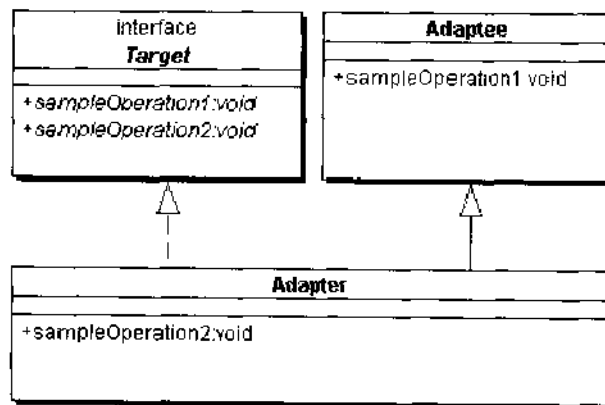 interface
Target
+sampleOperation1:void
+sampleOperation2:void
Adaptee
+sampleOperation1 void
Adapter
+sampleOperation2:void